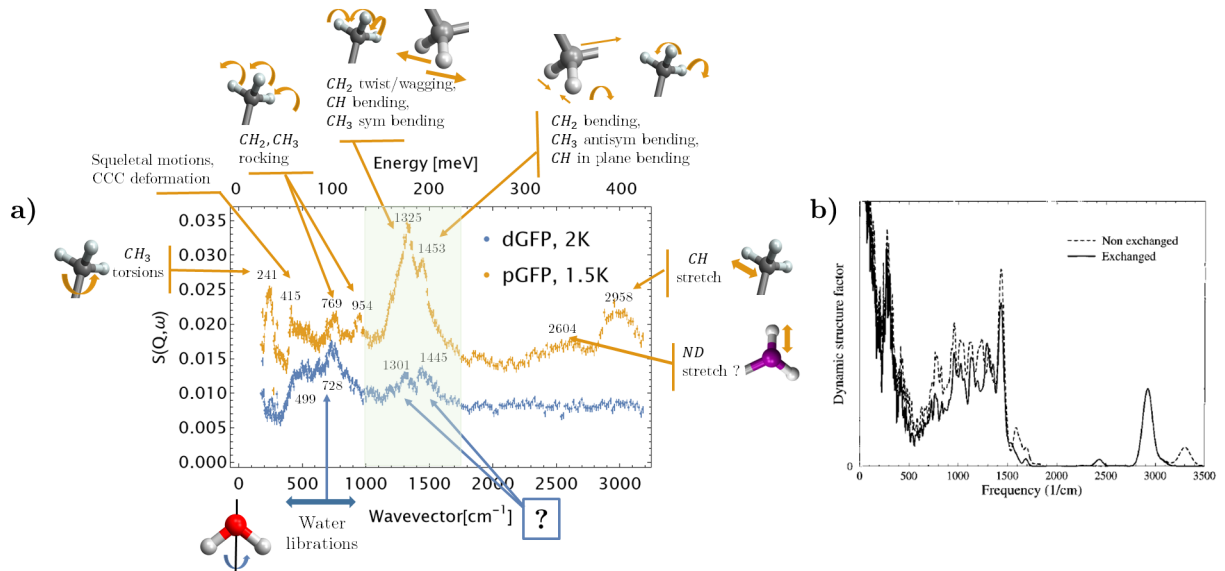 CH2 twist/wagging,
CH bending,
CH3 sym bending
CH2 bending,
CH3 antisym bending,
CH in plane bending
CH2, CH3
rocking
Squeletal motions,
CCC deformation
CH3
torsions
a)
Energy [meV]
0 100 200 300 400
S(Q,ω)
0.035
0.030
0.025
0.020
0.015
0.010
0.005
0.000
dGFP, 2K
pGFP, 1.5K
241
415
769
954
1325
1453
2604
2958
499
728
1301
1445
CH
stretch
ND
stretch ?
0 500 1000 1500 2000 2500 3000
Wavevector[cm-1]
Water
librations
?
b)
Non exchanged
Exchanged
Dynamic structure factor
0
0 500 1000 1500 2000 2500 3000 3500
Frequency (1/cm)